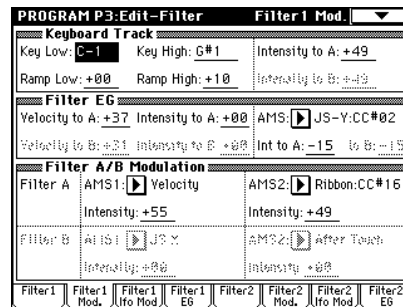 PROGRAM P3:Edit-Filter Filter1 Mod.
Keyboard Track
Key Low: C-1 Key High: G#1 Intensity to A: +49
Ramp Low: +00 Ramp High: +10 Intensity to B: +49
Filter EG
Velocity to A: +37 Intensity to A: +00 AMS: JS-Y:CC#02
Velocity to B: +31 Intensity to B: +00 Int to A: -15 to B: -15
Filter A/B Modulation
Filter A AMS1: Velocity AMS2: Ribbon:CC#16
Intensity: +55 Intensity: +49
Filter B AMS1: JS X AMS2: After Touch
Intensity: +00 Intensity: +00
Filter1 Filter1 Mod. Filter1 lfo Mod Filter1 EG Filter2 Filter2 Mod. Filter2 lfo Mod Filter2 EG